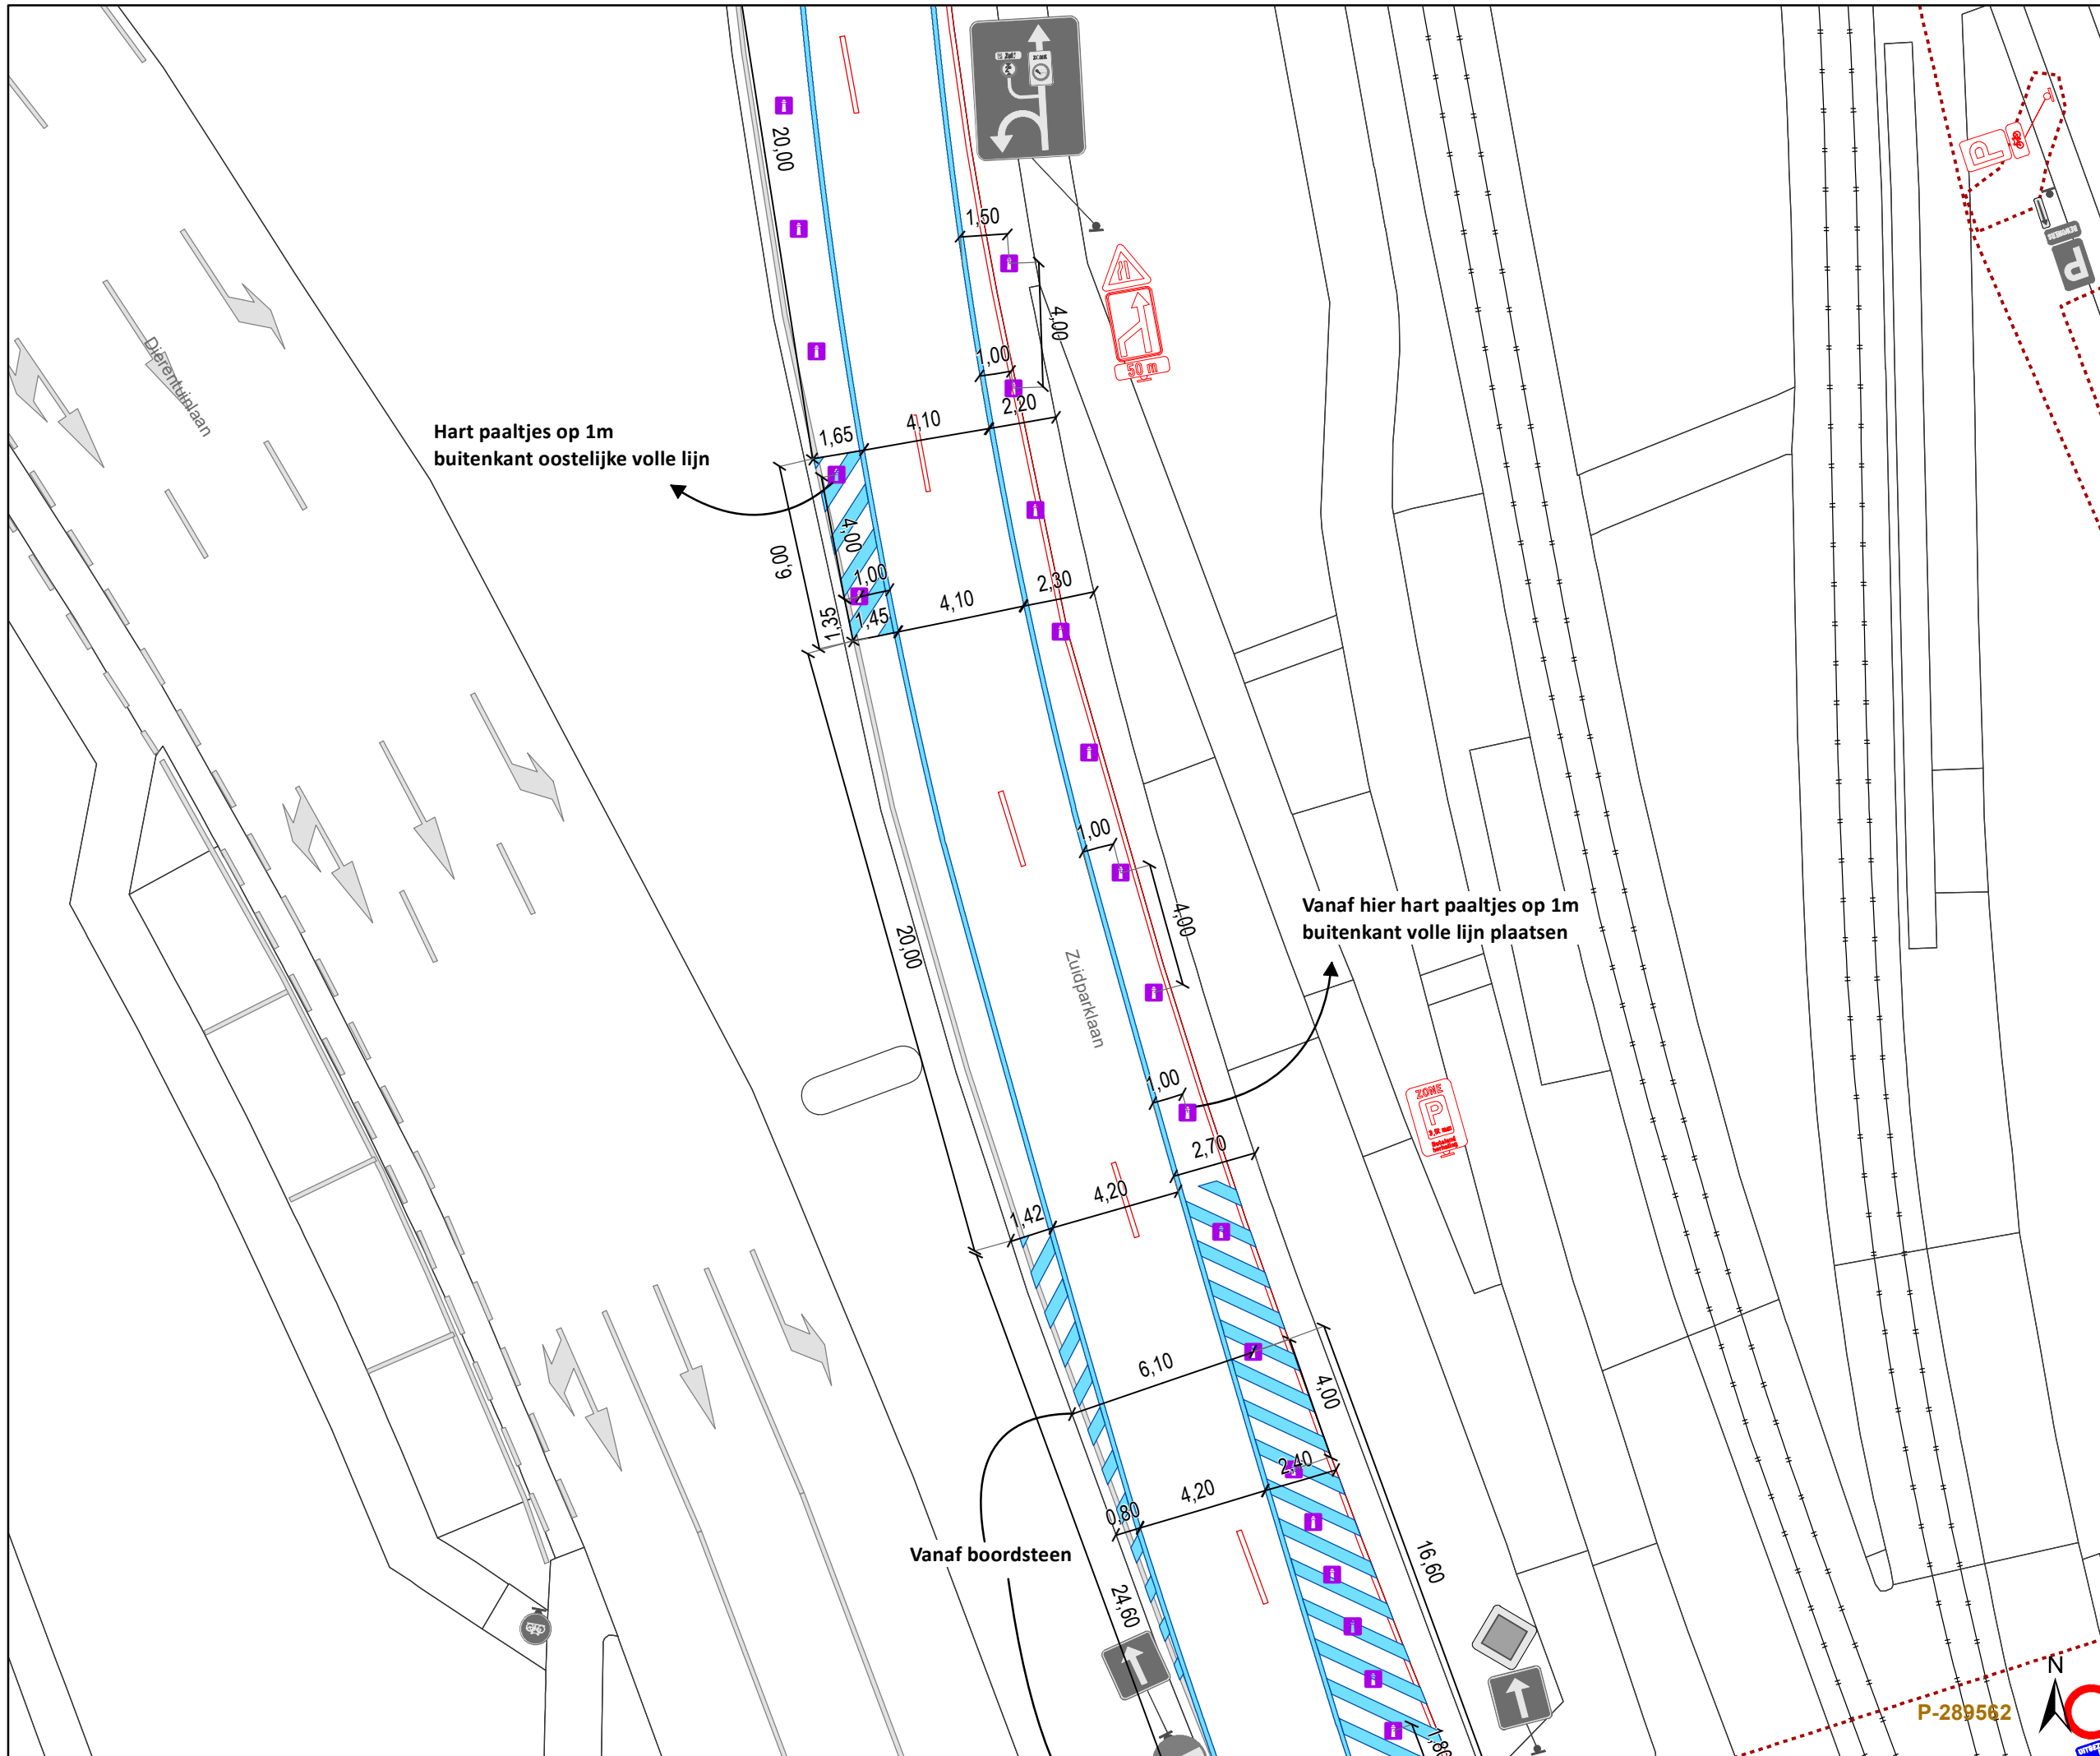 20,00
1,50
4,00
1,00
2,20
4,10
1,65
Hart paaltjes op 1m
buitenkant oostelijke volle lijn
Dierentuinlaan
50 m
P
P
BEWONERS
ZONE
6,00
4,00
1,00
1,35
1,45
4,10
2,30
1,00
4,00
20,00
Zuidparklaan
Vanaf hier hart paaltjes op 1m
buitenkant volle lijn plaatsen
1,00
ZONE
P
2,70
4,20
1,42
6,10
4,00
2,40
4,20
0,80
Vanaf boordsteen
24,60
16,60
N
P-289562